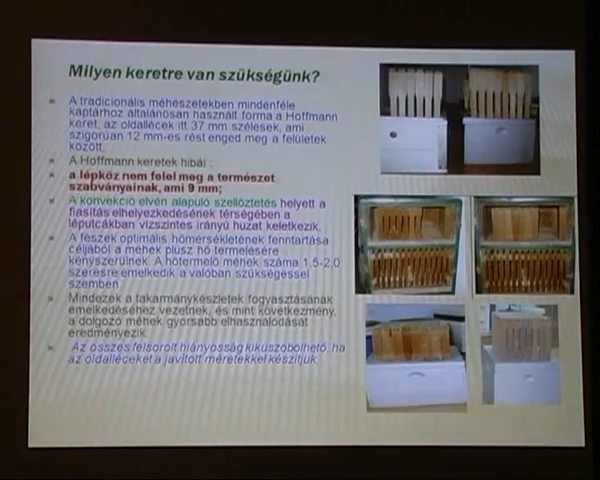 Milyen keretre van szükségünk?
A tradicionális méhészetekben mindenféle
kaptárhoz általánosan használt forma a Hoffmann
keret, az oldallécek itt 37 mm szélesek, ami
szigorúan 12 mm-es rést enged meg a felületek
között.
A Hoffmann keretek hibái :
a lépköz nem felel meg a természet
szabványainak, ami 9 mm;
A konvekció elvén alapuló szellőztetés helyett a
fiasítás elhelyezkedésének térségében a
léputcákban vízszintes irányú huzat keletkezik.
A fészek optimális hőmérsékletének fenntartása
céljából a méhek plusz hő termelésére
kényszerülnek. A hőtermelő méhek száma 1,5-2,0
szeresre emelkedik a valóban szükségessel
szemben.
Mindezek a takarmánykészletek fogyasztásának
emelkedéséhez vezetnek, és mint következmény,
a dolgozó méhek gyorsabb elhasználódását
eredményezik.
Az összes felsorolt hiányosság kiküszöbölhető, ha
az oldalléceket a javított méretekkel készítjük.